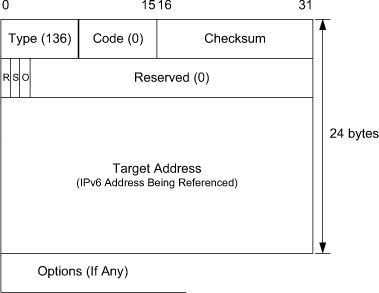 0 15 16 31
Type (136) Code (0) Checksum
R S O Reserved (0)
24 bytes
Target Address
(IPv6 Address Being Referenced)
Options (If Any)